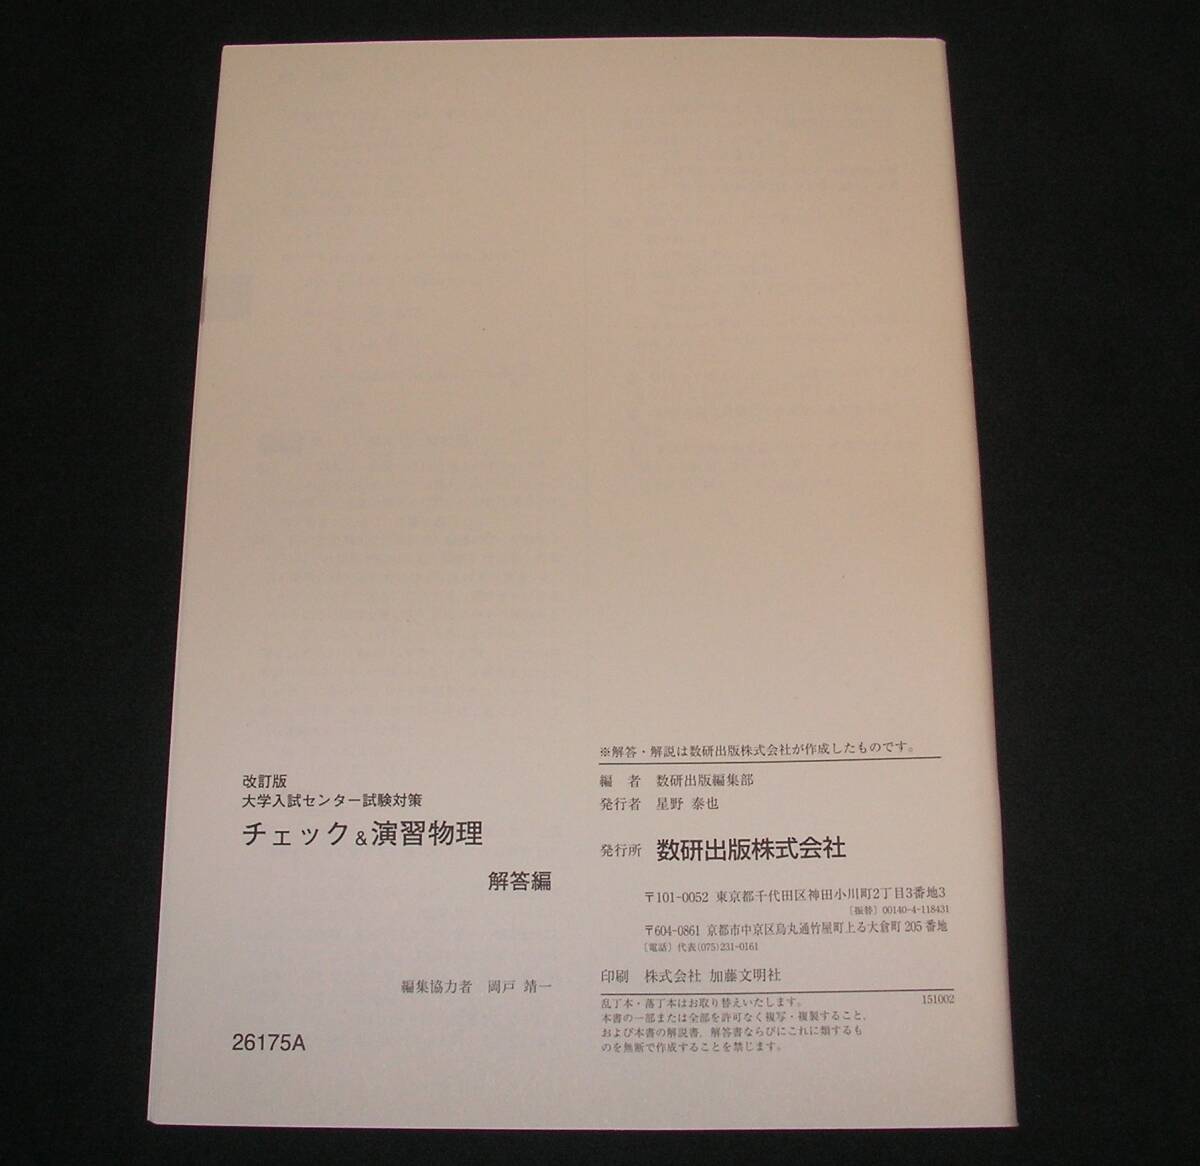 改訂版
大学入試センター試験対策
チェック&演習物理
解答編
編集協力者 岡戸 靖一
26175A
※解答・解説は数研出版株式会社が作成したものです。
編 者 数研出版編集部
発行者 星野 泰也
発行所 数研出版株式会社
〒101-0052 東京都千代田区神田小川町2丁目3番地3
〔振替〕00140-4-118431
〒604-0861 京都市中京区烏丸通竹屋町上る大倉町205番地
〔電話〕代表(075)231-0161
印刷 株式会社 加藤文明社
乱丁本・落丁本はお取り替えいたします。 151002
本書の一部または全部を許可なく複写・複製すること,
および本書の解説書, 解答書ならびにこれに類するも
のを無断で作成することを禁じます。